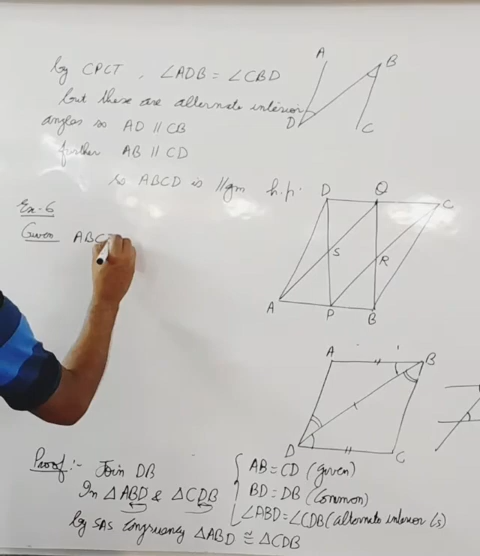 by CPCT, ∠ADB = ∠CBD
but these are alternate interior
angles so AD // CB
further AB // CD
so ABCD is //gm h.p.
Ex-6
Given ABC
A
B
D
C
D Q C
S
R
A P B
A B
D C
Proof :- Join DB
In △ABD & △CDB
by SAS congruency △ABD ≅ △CDB
AB = CD (given)
BD = DB (common)
∠ABD = ∠CDB (alternate interior ∠s)